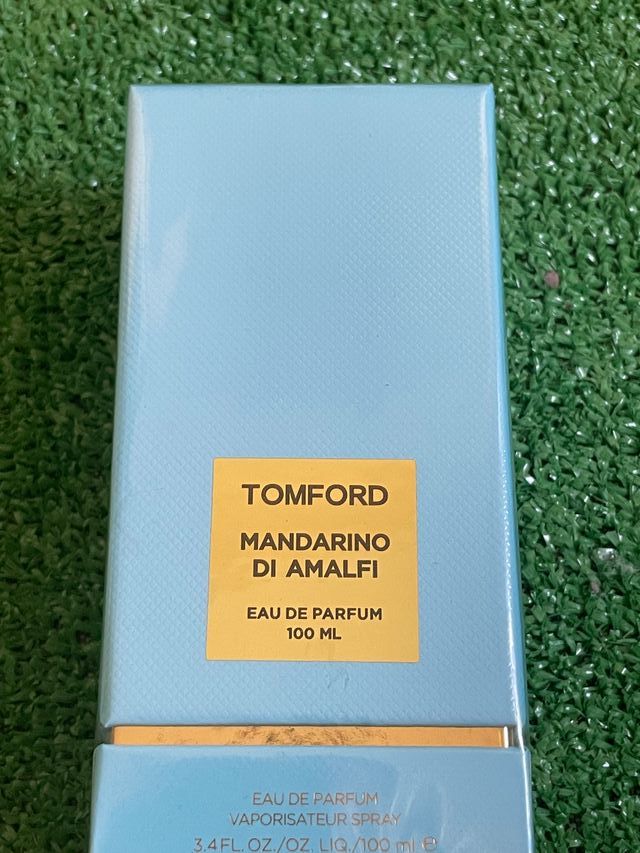 TOMFORD
MANDARINO
DI AMALFI
EAU DE PARFUM
100 ML
EAU DE PARFUM
VAPORISATEUR SPRAY
3.4 FL. OZ./OZ. LIQ./100 ml ℮